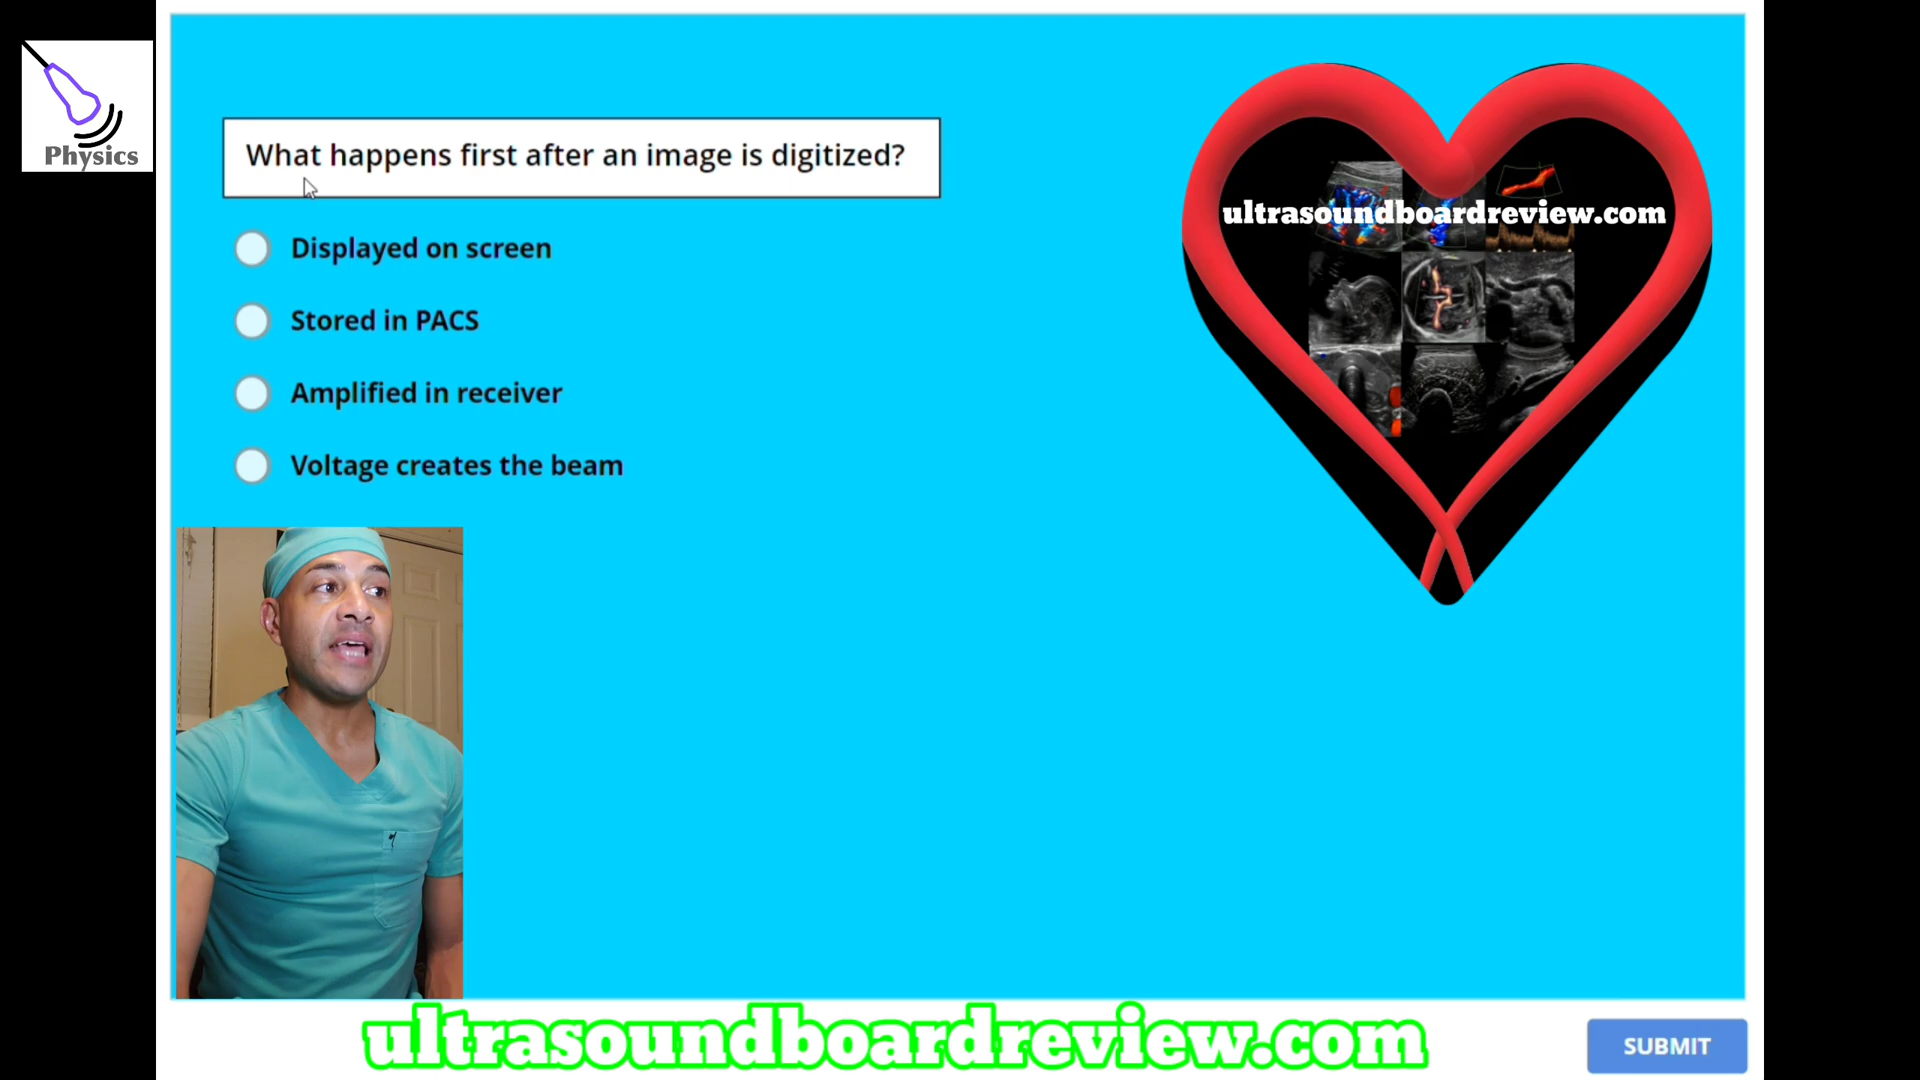 Physics
What happens first after an image is digitized?
Displayed on screen
Stored in PACS
Amplified in receiver
Voltage creates the beam
ultrasoundboardreview.com
ultrasoundboardreview.com
SUBMIT